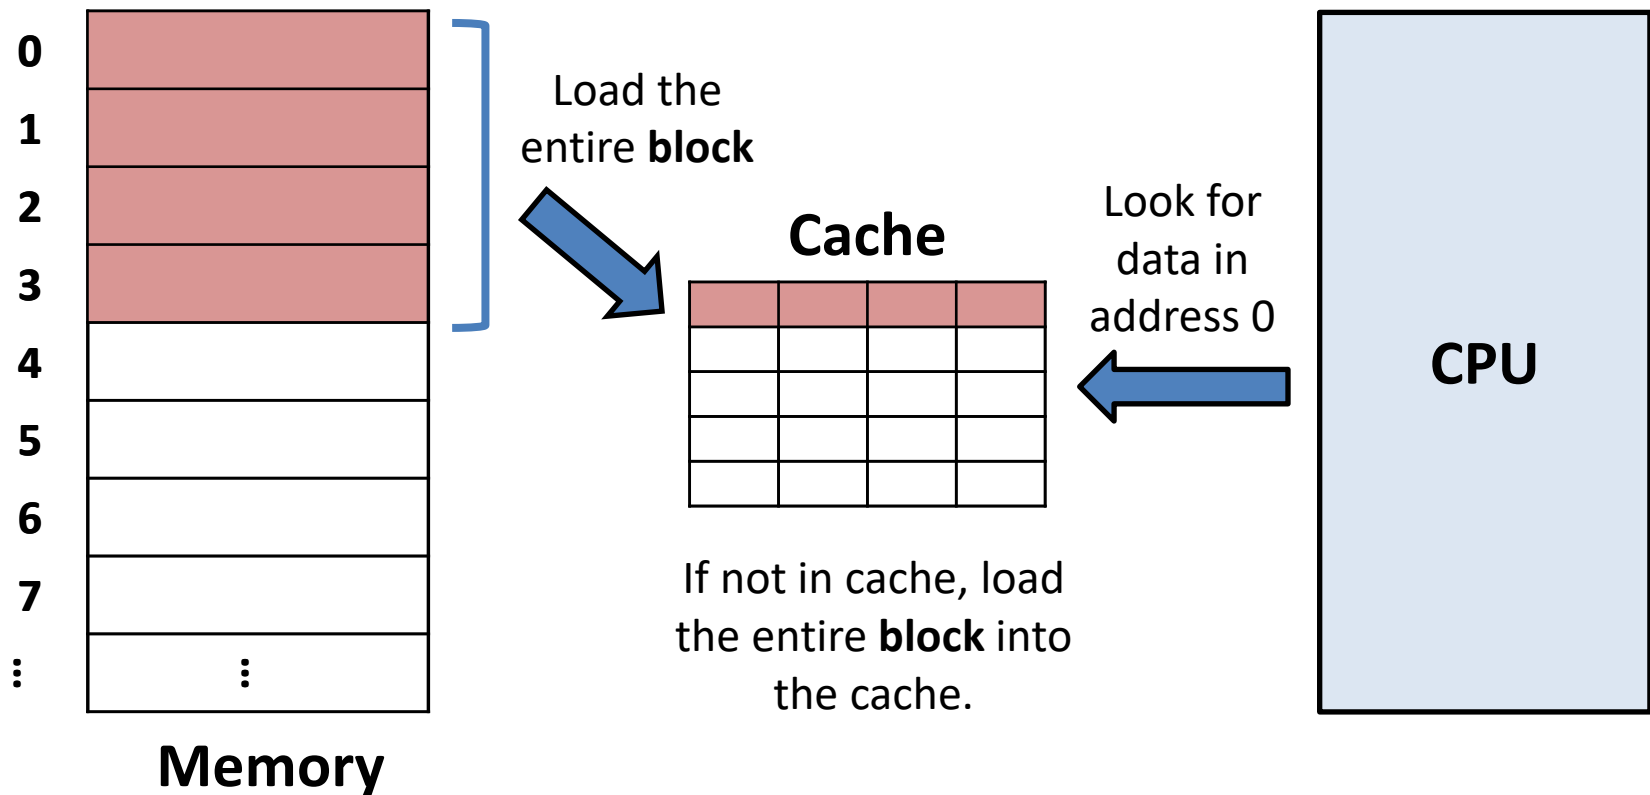 0
1
2
3
4
5
6
7
⋮
⋮
Memory
Load the
entire block
Cache
If not in cache, load
the entire block into
the cache.
Look for
data in
address 0
CPU